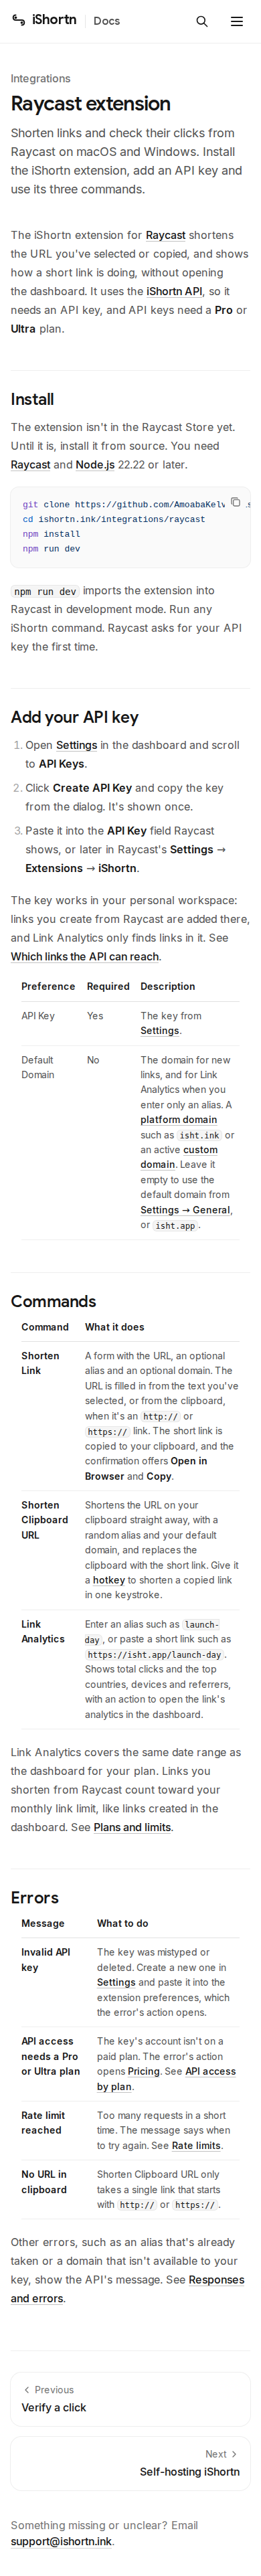 iShortn Docs
Integrations
Raycast extension
Shorten links and check their clicks from
Raycast on macOS and Windows. Install
the iShortn extension, add an API key and
use its three commands.
The iShortn extension for Raycast shortens
the URL you've selected or copied, and shows
how a short link is doing, without opening
the dashboard. It uses the iShortn API, so it
needs an API key, and API keys need a Pro or
Ultra plan.
Install
The extension isn't in the Raycast Store yet.
Until it is, install it from source. You need
Raycast and Node.js 22.22 or later.
git clone https://github.com/AmoabaKelv
cd ishortn.ink/integrations/raycast
npm install
npm run dev
npm run dev imports the extension into
Raycast in development mode. Run any
iShortn command. Raycast asks for your API
key the first time.
Add your API key
1. Open Settings in the dashboard and scroll
to API Keys.
2. Click Create API Key and copy the key
from the dialog. It's shown once.
3. Paste it into the API Key field Raycast
shows, or later in Raycast's Settings →
Extensions → iShortn.
The key works in your personal workspace:
links you create from Raycast are added there,
and Link Analytics only finds links in it. See
Which links the API can reach.
Preference Required Description
API Key Yes The key from
Settings.
Default No The domain for new
Domain links, and for Link
Analytics when you
enter only an alias. A
platform domain
such as isht.ink or
an active custom
domain. Leave it
empty to use the
default domain from
Settings → General,
or isht.app.
Commands
Command What it does
Shorten A form with the URL, an optional
Link alias and an optional domain. The
URL is filled in from the text you've
selected, or from the clipboard,
when it's an http:// or
https:// link. The short link is
copied to your clipboard, and the
confirmation offers Open in
Browser and Copy.
Shorten Shortens the URL on your
Clipboard clipboard straight away, with a
URL random alias and your default
domain, and replaces the
clipboard with the short link. Give it
a hotkey to shorten a copied link
in one keystroke.
Link Enter an alias such as launch-
Analytics day, or paste a short link such as
https://isht.app/launch-day.
Shows total clicks and the top
countries, devices and referrers,
with an action to open the link's
analytics in the dashboard.
Link Analytics covers the same date range as
the dashboard for your plan. Links you
shorten from Raycast count toward your
monthly link limit, like links created in the
dashboard. See Plans and limits.
Errors
Message What to do
Invalid API The key was mistyped or
key deleted. Create a new one in
Settings and paste it into the
extension preferences, which
the error's action opens.
API access The key's account isn't on a
needs a Pro paid plan. The error's action
or Ultra plan opens Pricing. See API access
by plan.
Rate limit Too many requests in a short
reached time. The message says when
to try again. See Rate limits.
No URL in Shorten Clipboard URL only
clipboard takes a single link that starts
with http:// or https://.
Other errors, such as an alias that's already
taken or a domain that isn't available to your
key, show the API's message. See Responses
and errors.
Previous
Verify a click
Next
Self-hosting iShortn
Something missing or unclear? Email
support@ishortn.ink.